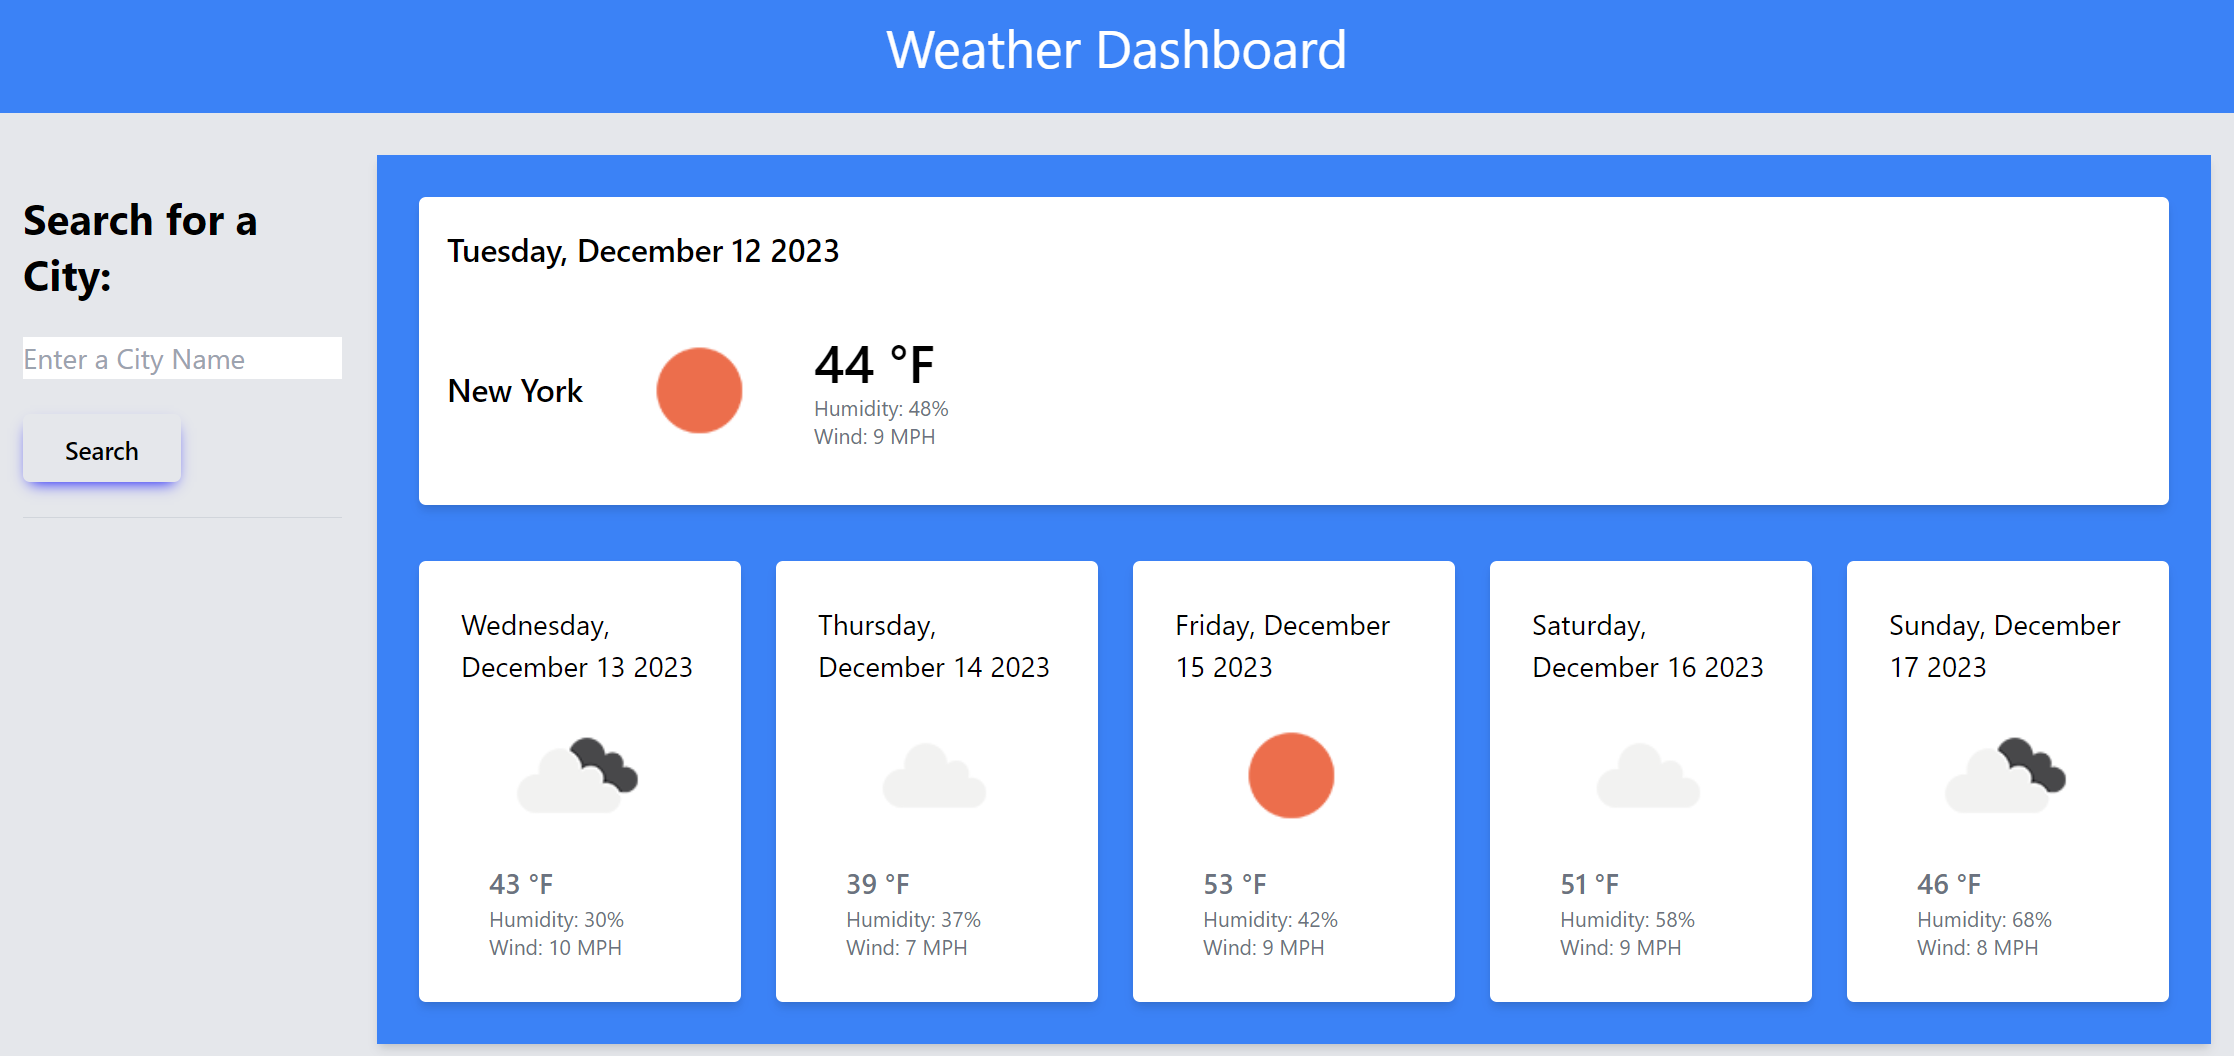 Weather Dashboard
Search for a
City:
Enter a City Name
Search
Tuesday, December 12 2023
New York
44 °F
Humidity: 48%
Wind: 9 MPH
Wednesday,
December 13 2023
43 °F
Humidity: 30%
Wind: 10 MPH
Thursday,
December 14 2023
39 °F
Humidity: 37%
Wind: 7 MPH
Friday, December
15 2023
53 °F
Humidity: 42%
Wind: 9 MPH
Saturday,
December 16 2023
51 °F
Humidity: 58%
Wind: 9 MPH
Sunday, December
17 2023
46 °F
Humidity: 68%
Wind: 8 MPH